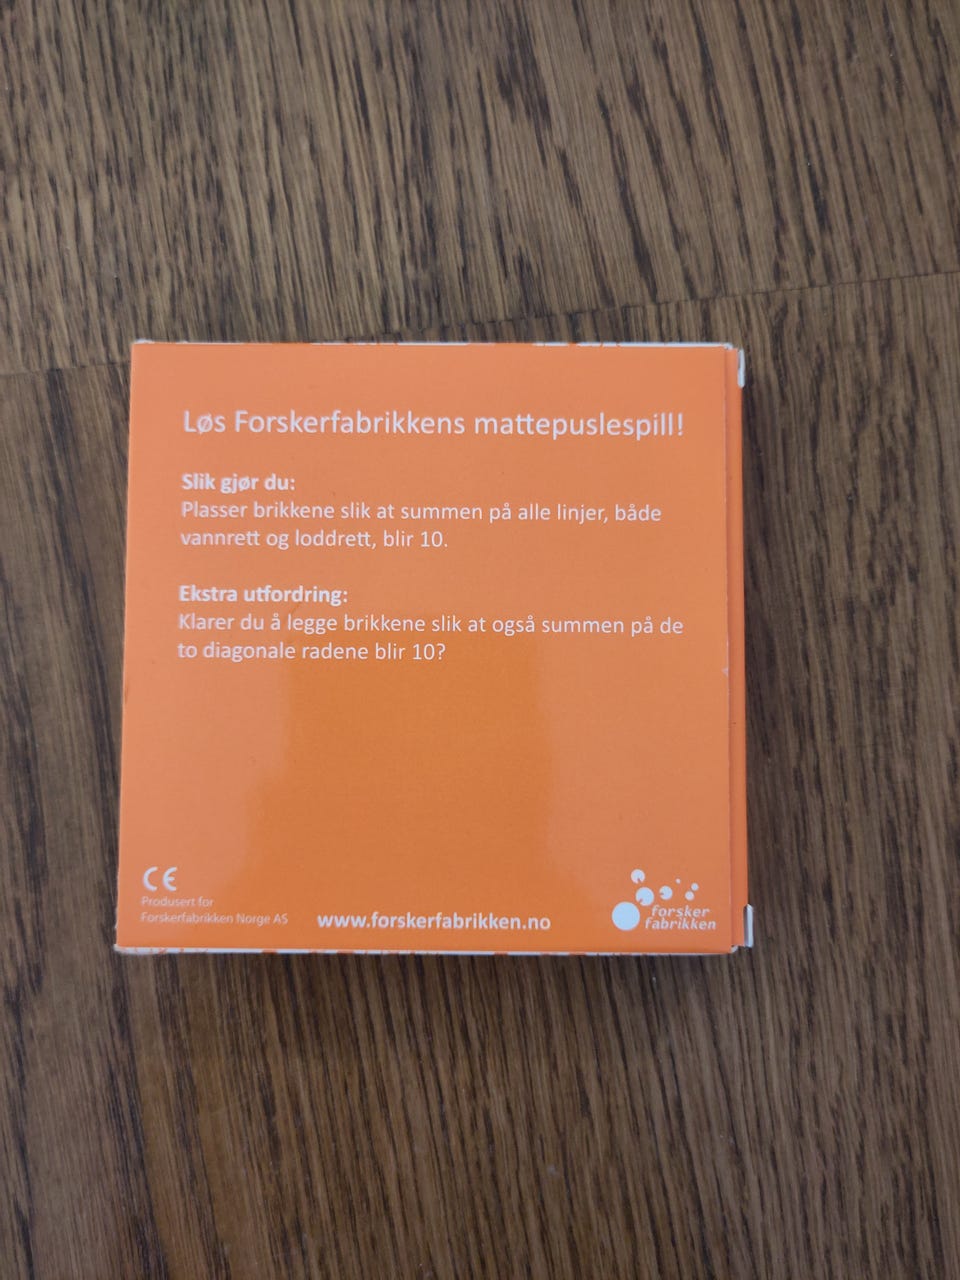 Løs Forskerfabrikkens mattepuslespill!
Slik gjør du:
Plasser brikkene slik at summen på alle linjer, både
vannrett og loddrett, blir 10.
Ekstra utfordring:
Klarer du å legge brikkene slik at også summen på de
to diagonale radene blir 10?
CE
Produsert for
Forskerfabrikken Norge AS
www.forskerfabrikken.no
forsker
fabrikken